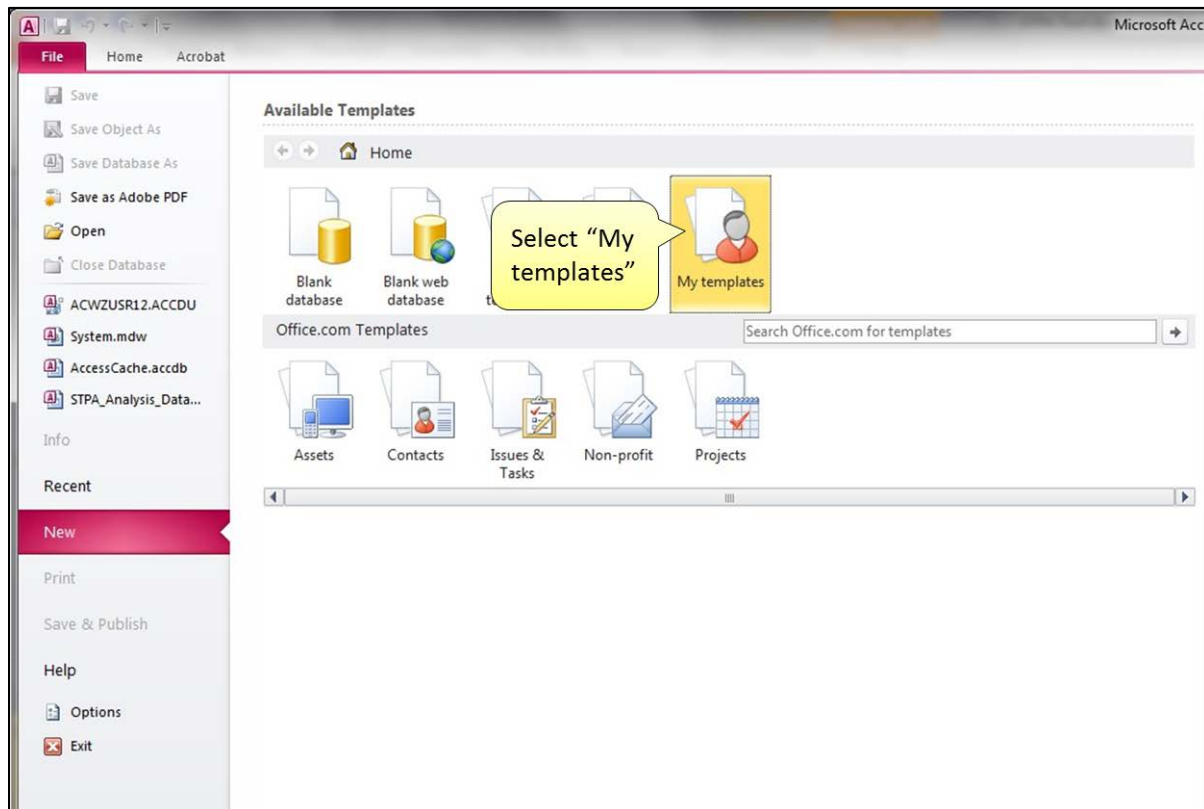 A
Microsoft Acc
File Home Acrobat
Save
Save Object As
Save Database As
Save as Adobe PDF
Open
Close Database
ACWZUSR12.ACCDU
System.mdw
AccessCache.accdb
STPA_Analysis_Data...
Info
Recent
New
Print
Save & Publish
Help
Options
Exit
Available Templates
Home
Blank
database
Blank web
database
Select “My
templates”
My templates
Office.com Templates
Search Office.com for templates
Assets
Contacts
Issues &
Tasks
Non-profit
Projects